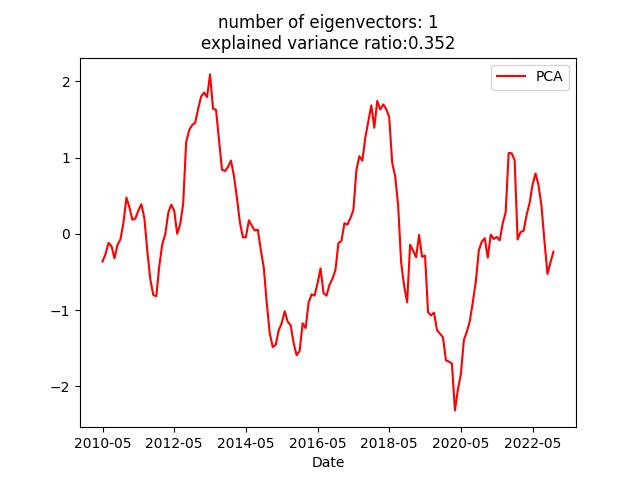 number of eigenvectors: 1
explained variance ratio:0.352
PCA
2
1
0
−1
−2
2010-05 2012-05 2014-05 2016-05 2018-05 2020-05 2022-05
Date